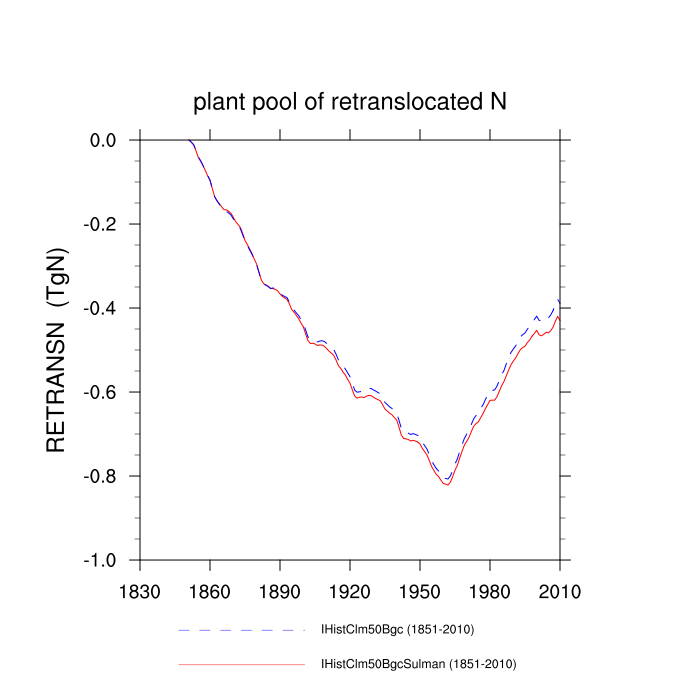 plant pool of retranslocated N
RETRANSN (TgN)
0.0
-0.2
-0.4
-0.6
-0.8
-1.0
1830 1860 1890 1920 1950 1980 2010
IHistClm50Bgc (1851-2010)
IHistClm50BgcSulman (1851-2010)